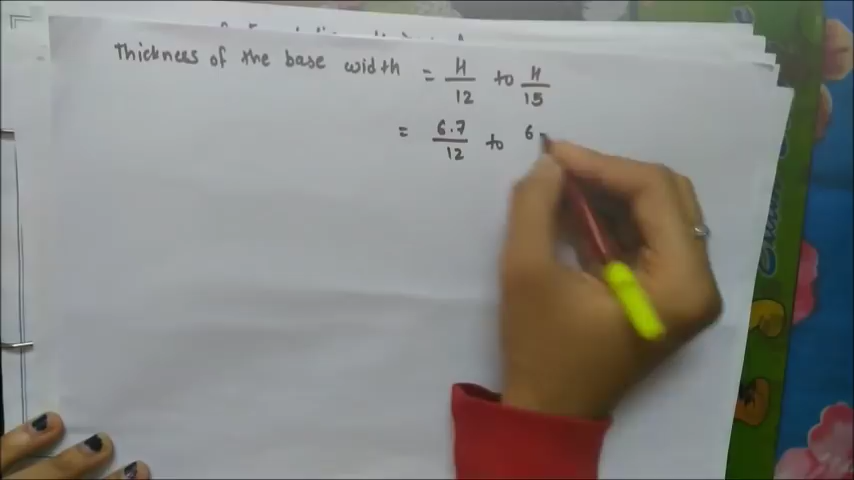 Thickness of the base width = H/12 to H/15
= 6.7/12 to 6.